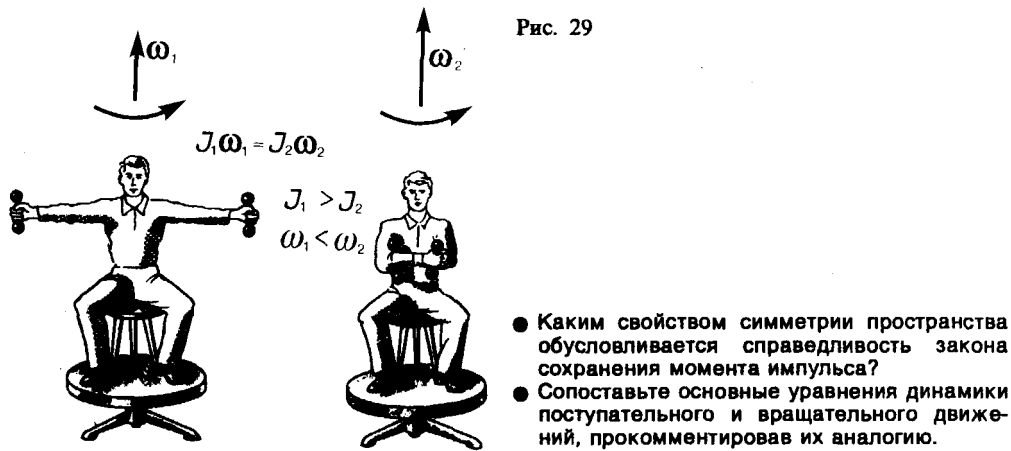 Рис. 29
ω₁
ω₂
J₁ω₁ = J₂ω₂
J₁ > J₂
ω₁ < ω₂
● Каким свойством симметрии пространства
обусловливается справедливость закона
сохранения момента импульса?
● Сопоставьте основные уравнения динамики
поступательного и вращательного движе-
ний, прокомментировав их аналогию.